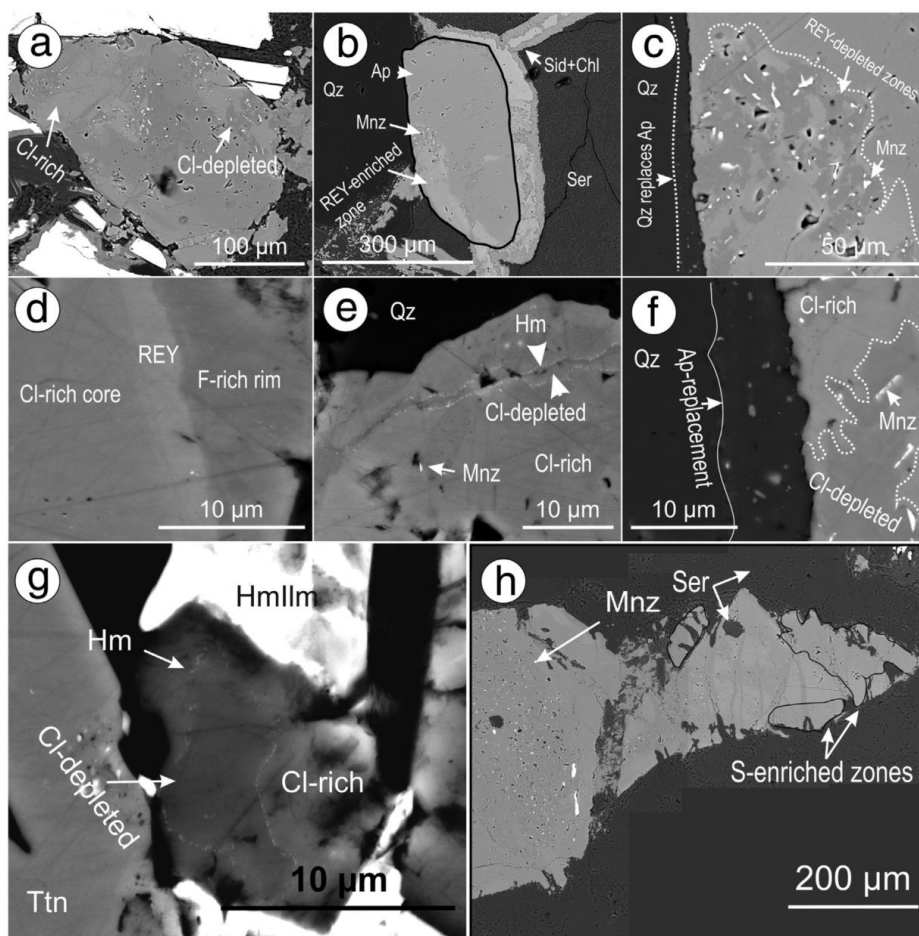 a
Cl-rich
Cl-depleted
100 µm
b
Qz
Ap
Mnz
REY-enriched
zone
Sid+Chl
Ser
300 µm
c
Qz
Qz replaces Ap
REY-depleted zones
Mnz
50 µm
d
Cl-rich core
REY
F-rich rim
10 µm
e
Qz
Hm
Cl-depleted
Mnz
Cl-rich
10 µm
f
Qz
Ap-replacement
Cl-rich
Mnz
Cl-depleted
10 µm
g
HmIlm
Hm
Cl-depleted
Cl-rich
Ttn
10 µm
h
Ser
Mnz
S-enriched zones
200 µm